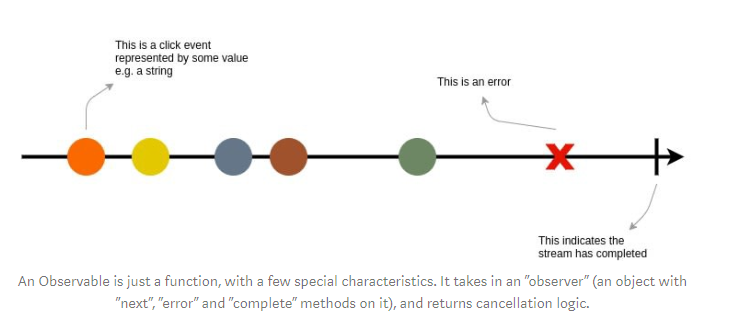 This is a click event
represented by some value
e.g. a string
This is an error
This indicates the
stream has completed
An Observable is just a function, with a few special characteristics. It takes in an "observer" (an object with
"next", "error" and "complete" methods on it), and returns cancellation logic.